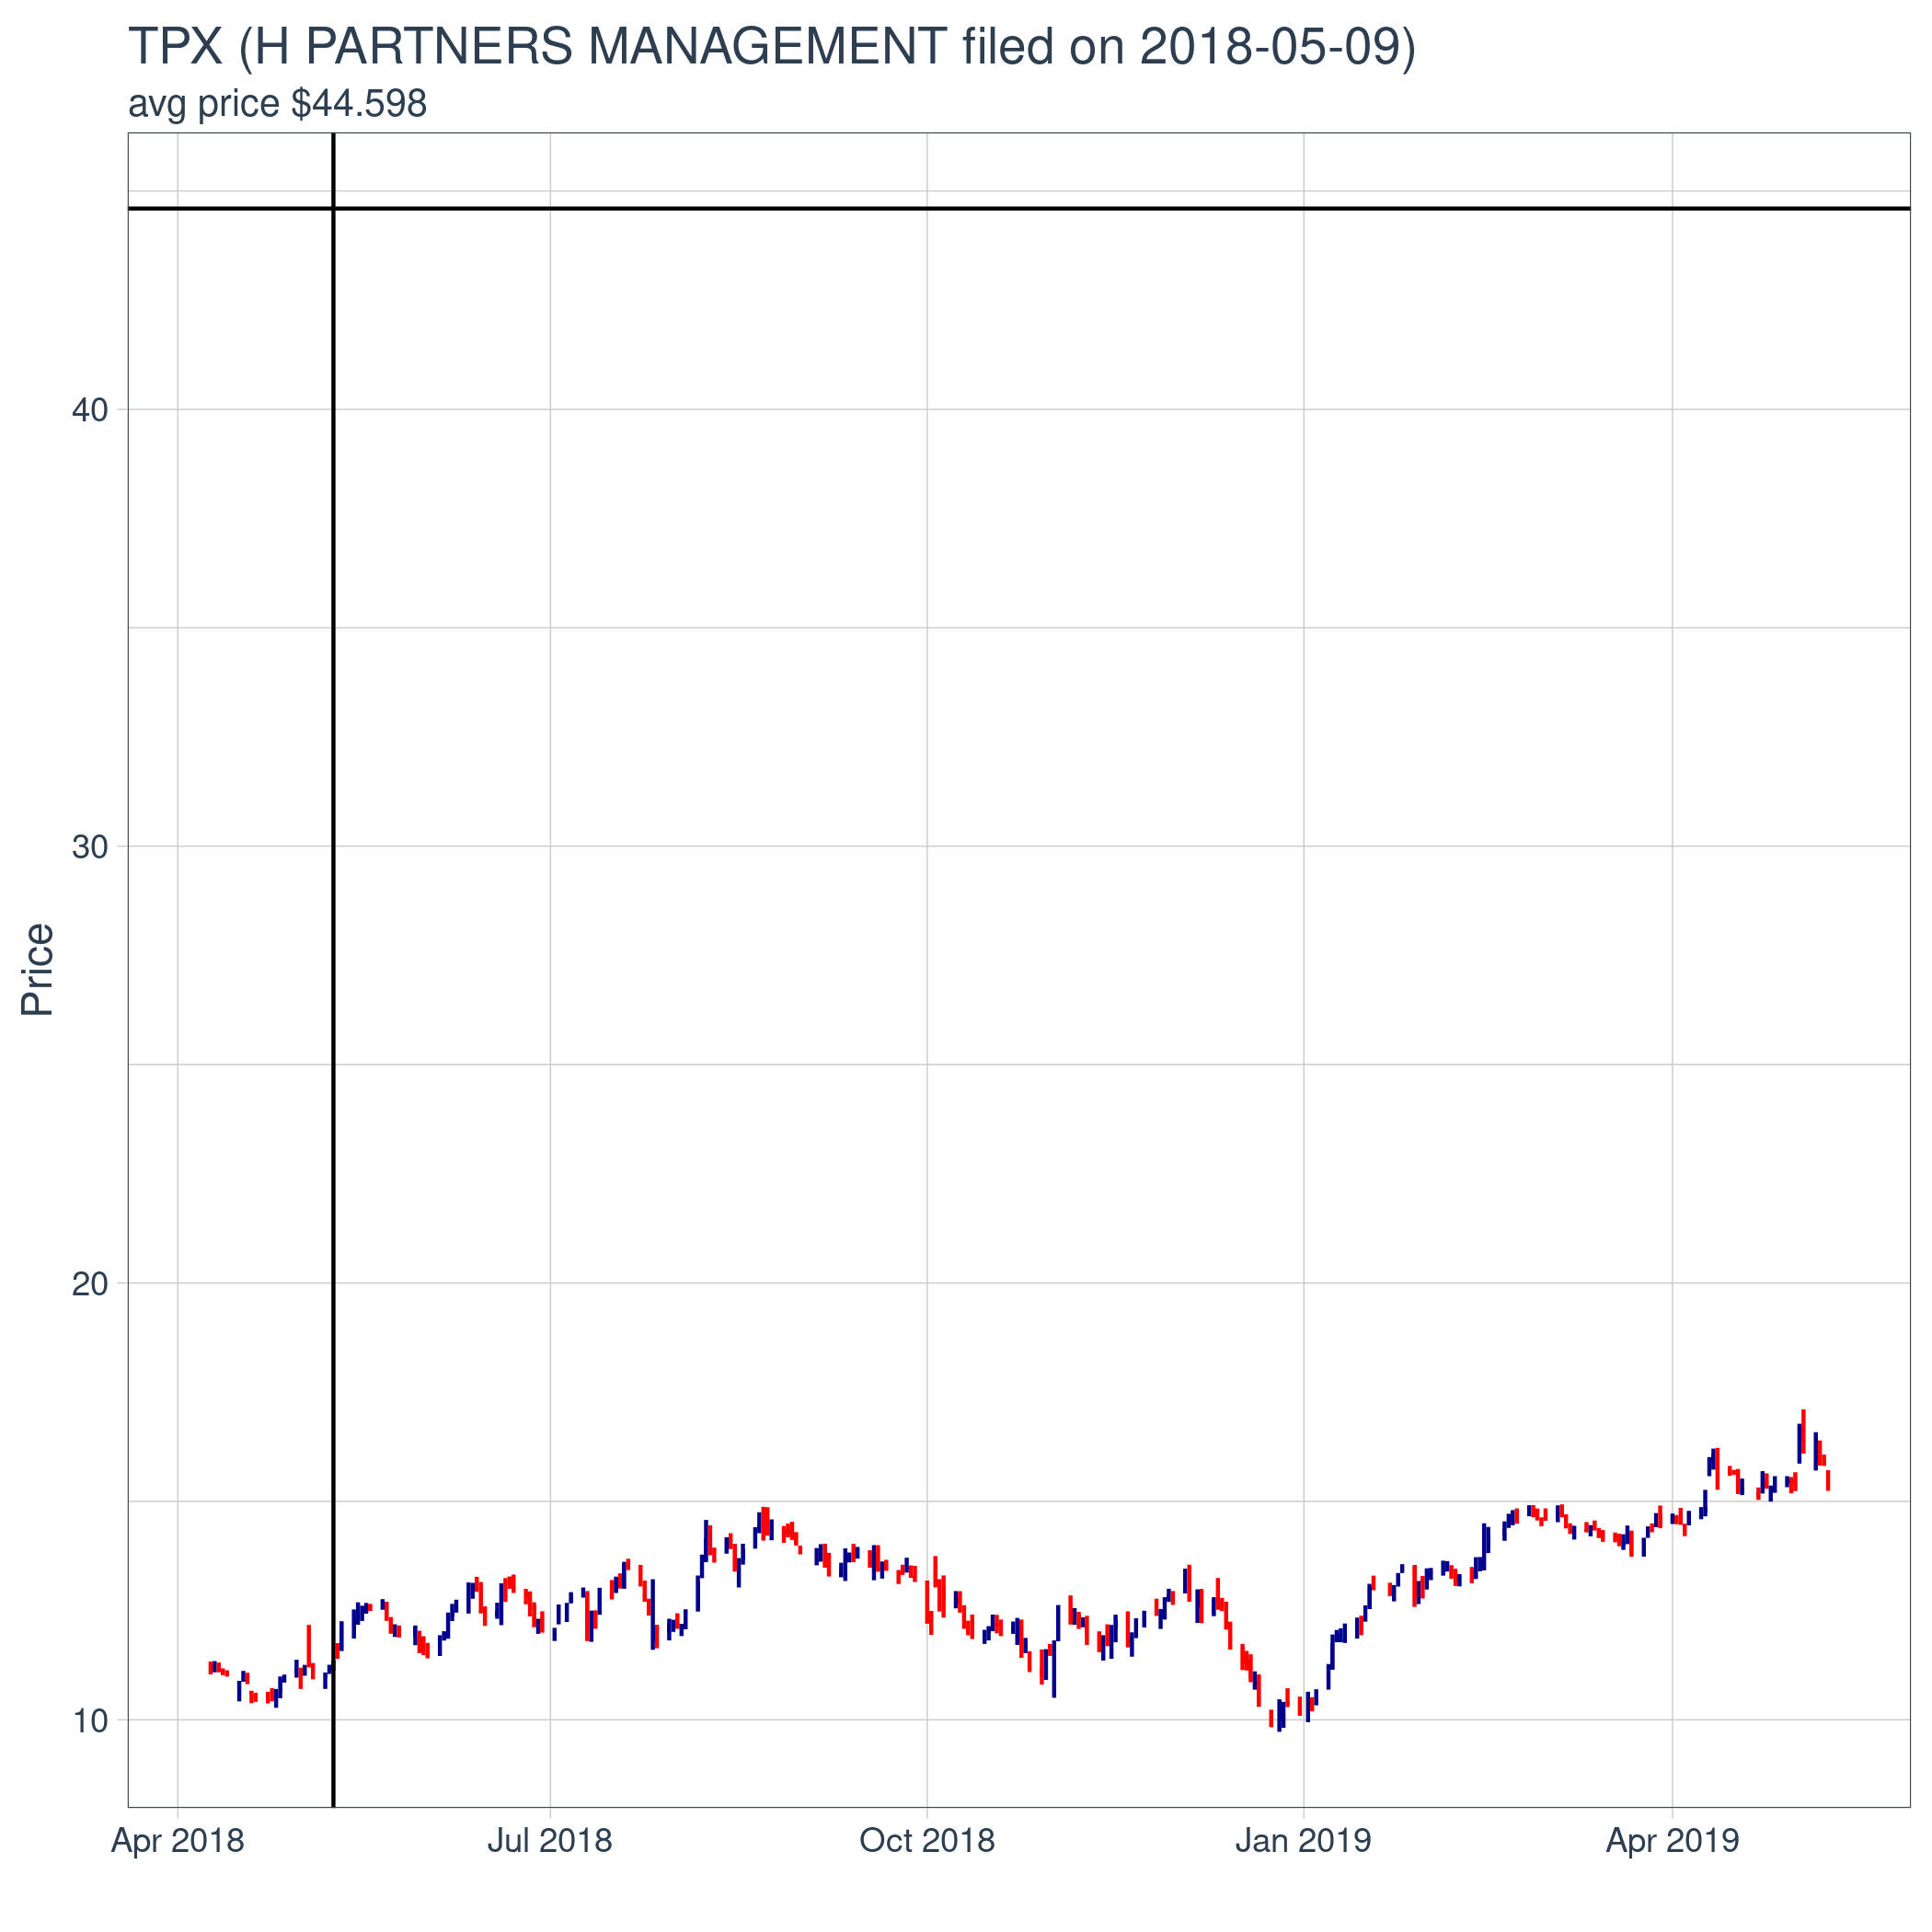 TPX (H PARTNERS MANAGEMENT filed on 2018-05-09)
avg price $44.598
Price
40
30
20
10
Apr 2018
Jul 2018
Oct 2018
Jan 2019
Apr 2019